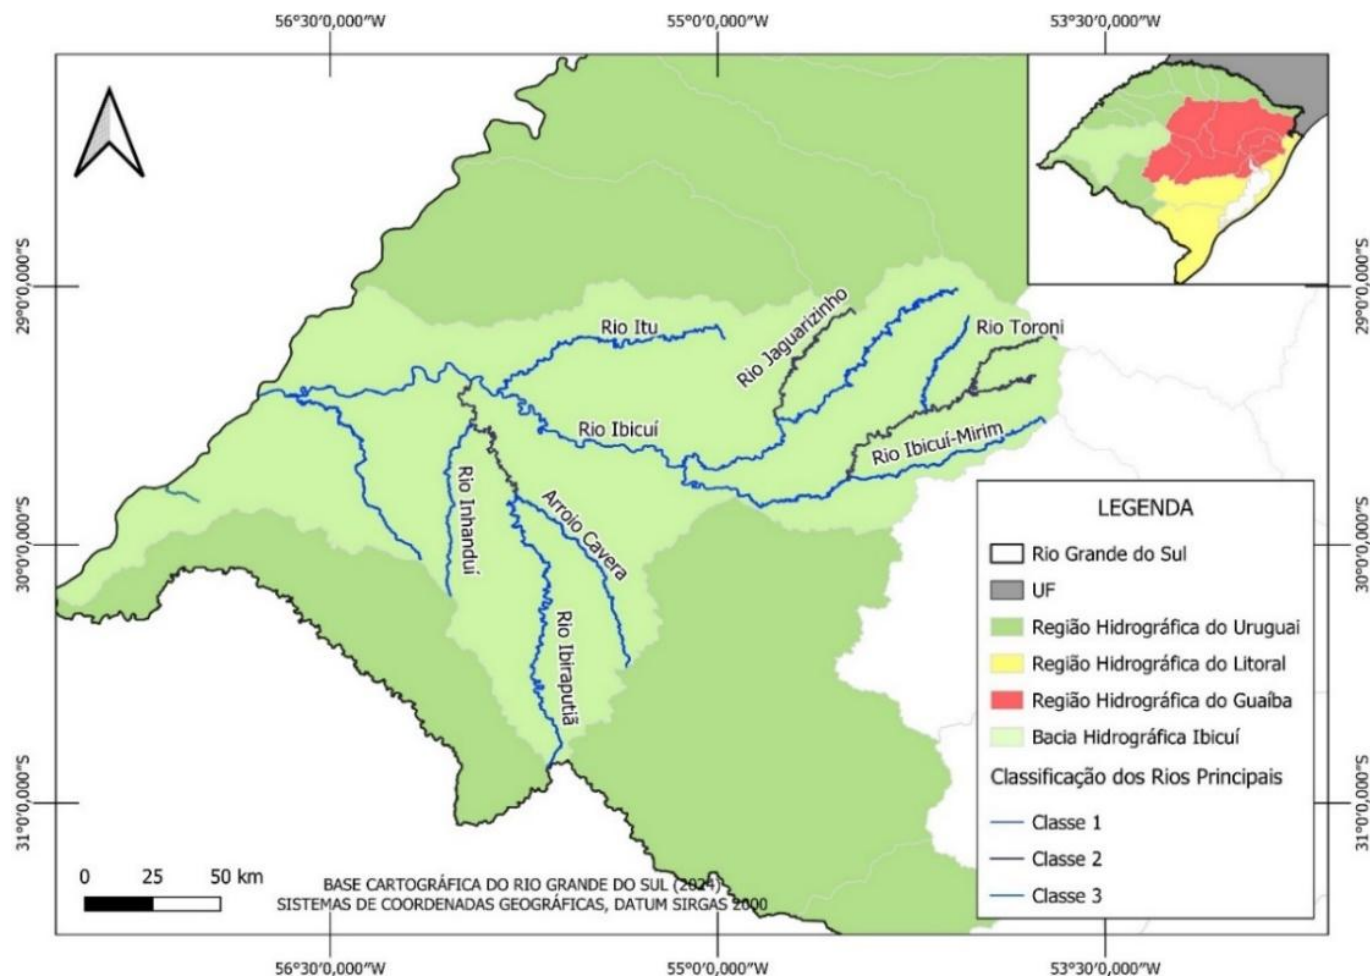 56°30'0,000"W
55°0'0,000"W
53°30'0,000"W
29°0'0,000"S
29°0'0,000"S
Rio Itu
Rio Jaguarizinho
Rio Toroni
Rio Ibicuí
Rio Ibicuí-Mirim
Rio Inhanduí
Arroio Cavera
Rio Ibiraputiã
30°0'0,000"S
30°0'0,000"S
31°0'0,000"S
31°0'0,000"S
LEGENDA
Rio Grande do Sul
UF
Região Hidrográfica do Uruguai
Região Hidrográfica do Litoral
Região Hidrográfica do Guaíba
Bacia Hidrográfica Ibicuí
Classificação dos Rios Principais
Classe 1
Classe 2
Classe 3
0 25 50 km
BASE CARTOGRÁFICA DO RIO GRANDE DO SUL (2024)
SISTEMAS DE COORDENADAS GEOGRÁFICAS, DATUM SIRGAS 2000
56°30'0,000"W
55°0'0,000"W
53°30'0,000"W